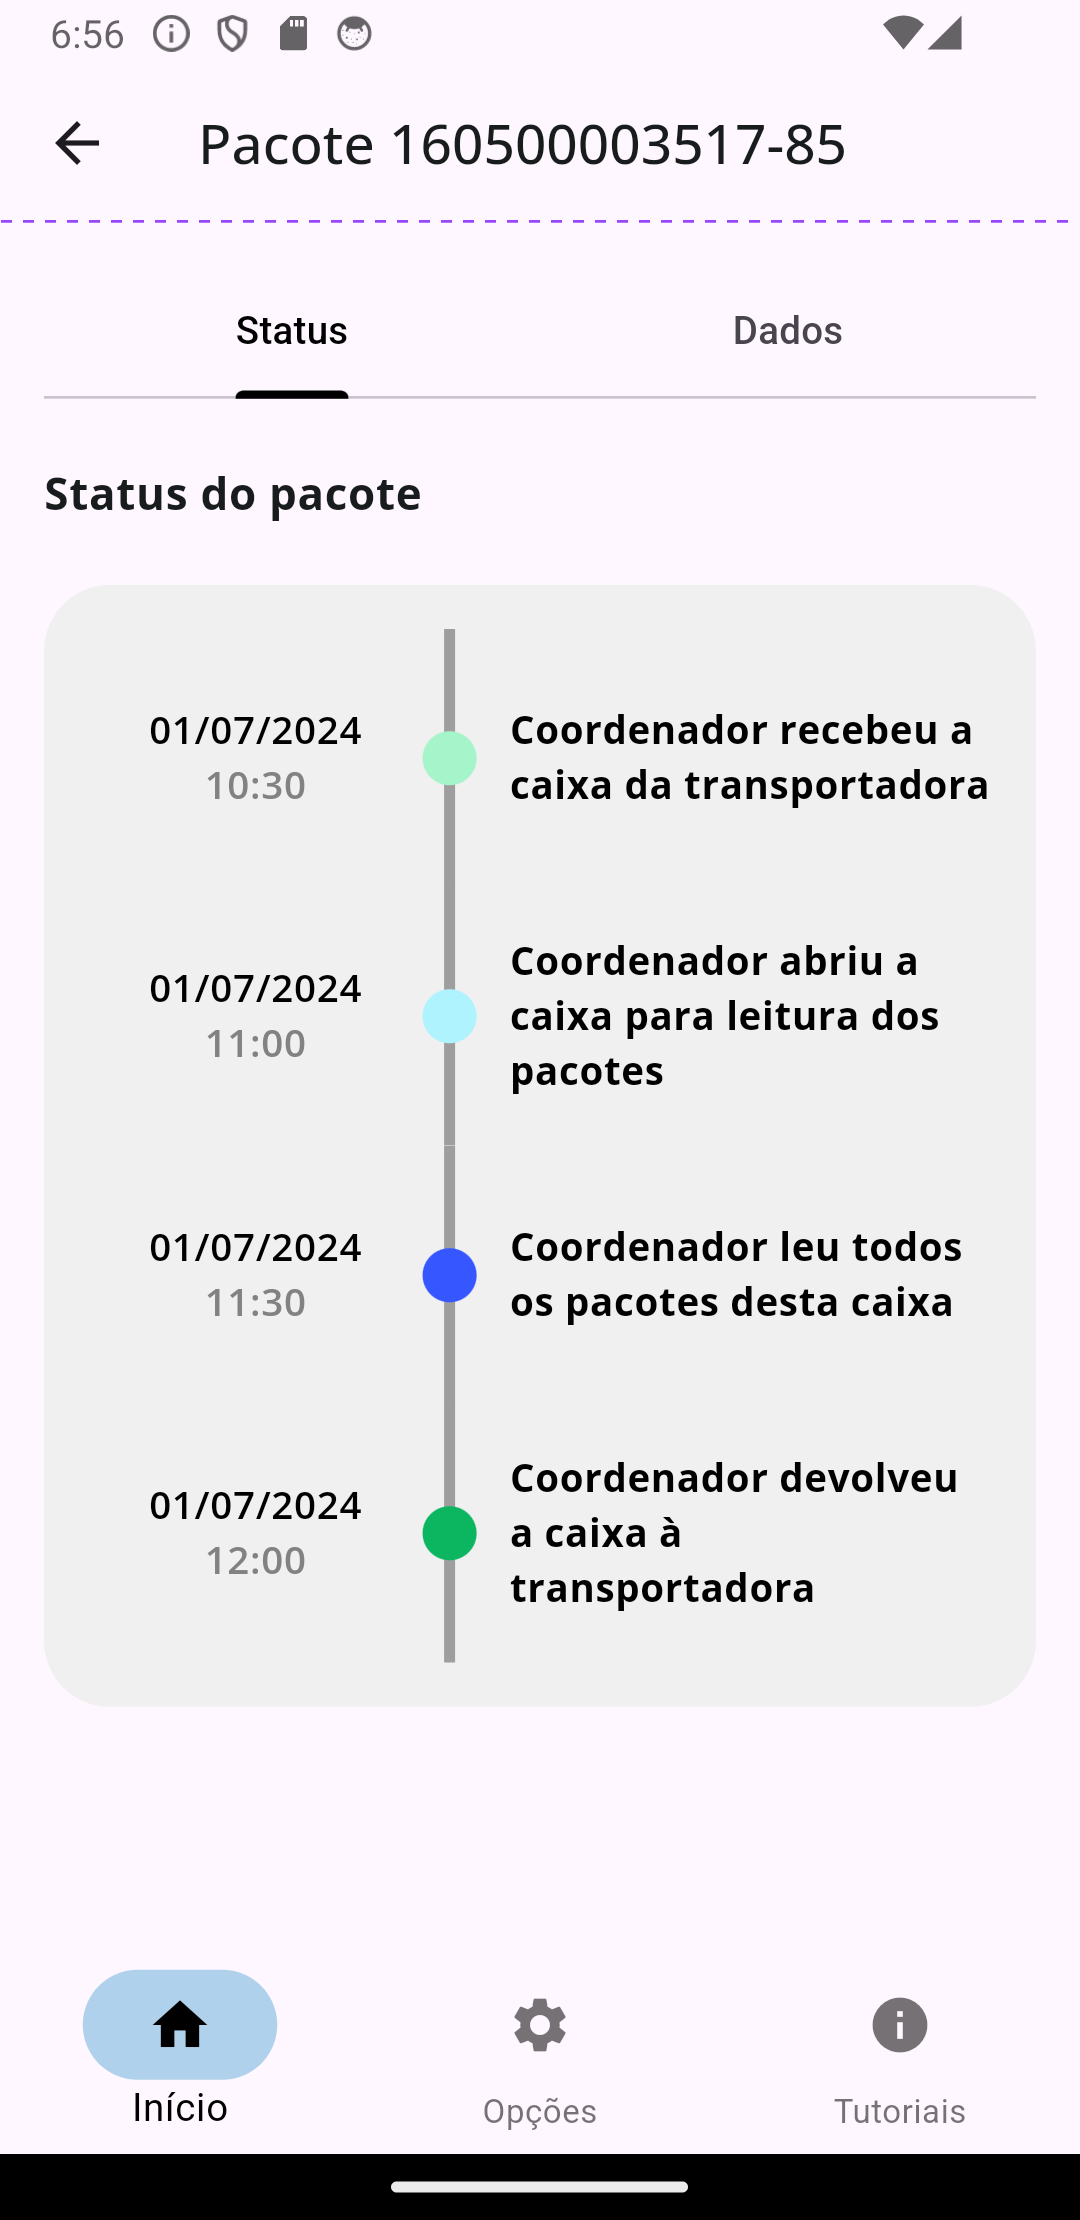 6:56
Pacote 160500003517-85
Status
Dados
Status do pacote
01/07/2024
10:30
Coordenador recebeu a
caixa da transportadora
01/07/2024
11:00
Coordenador abriu a
caixa para leitura dos
pacotes
01/07/2024
11:30
Coordenador leu todos
os pacotes desta caixa
01/07/2024
12:00
Coordenador devolveu
a caixa à
transportadora
Início
Opções
Tutoriais